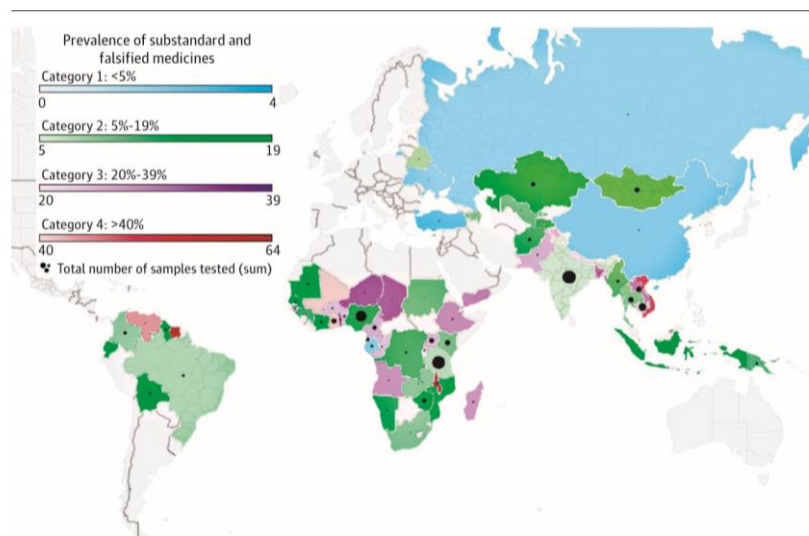 Prevalence of substandard and
falsified medicines
Category 1: <5%
0 4
Category 2: 5%-19%
5 19
Category 3: 20%-39%
20 39
Category 4: >40%
40 64
Total number of samples tested (sum)